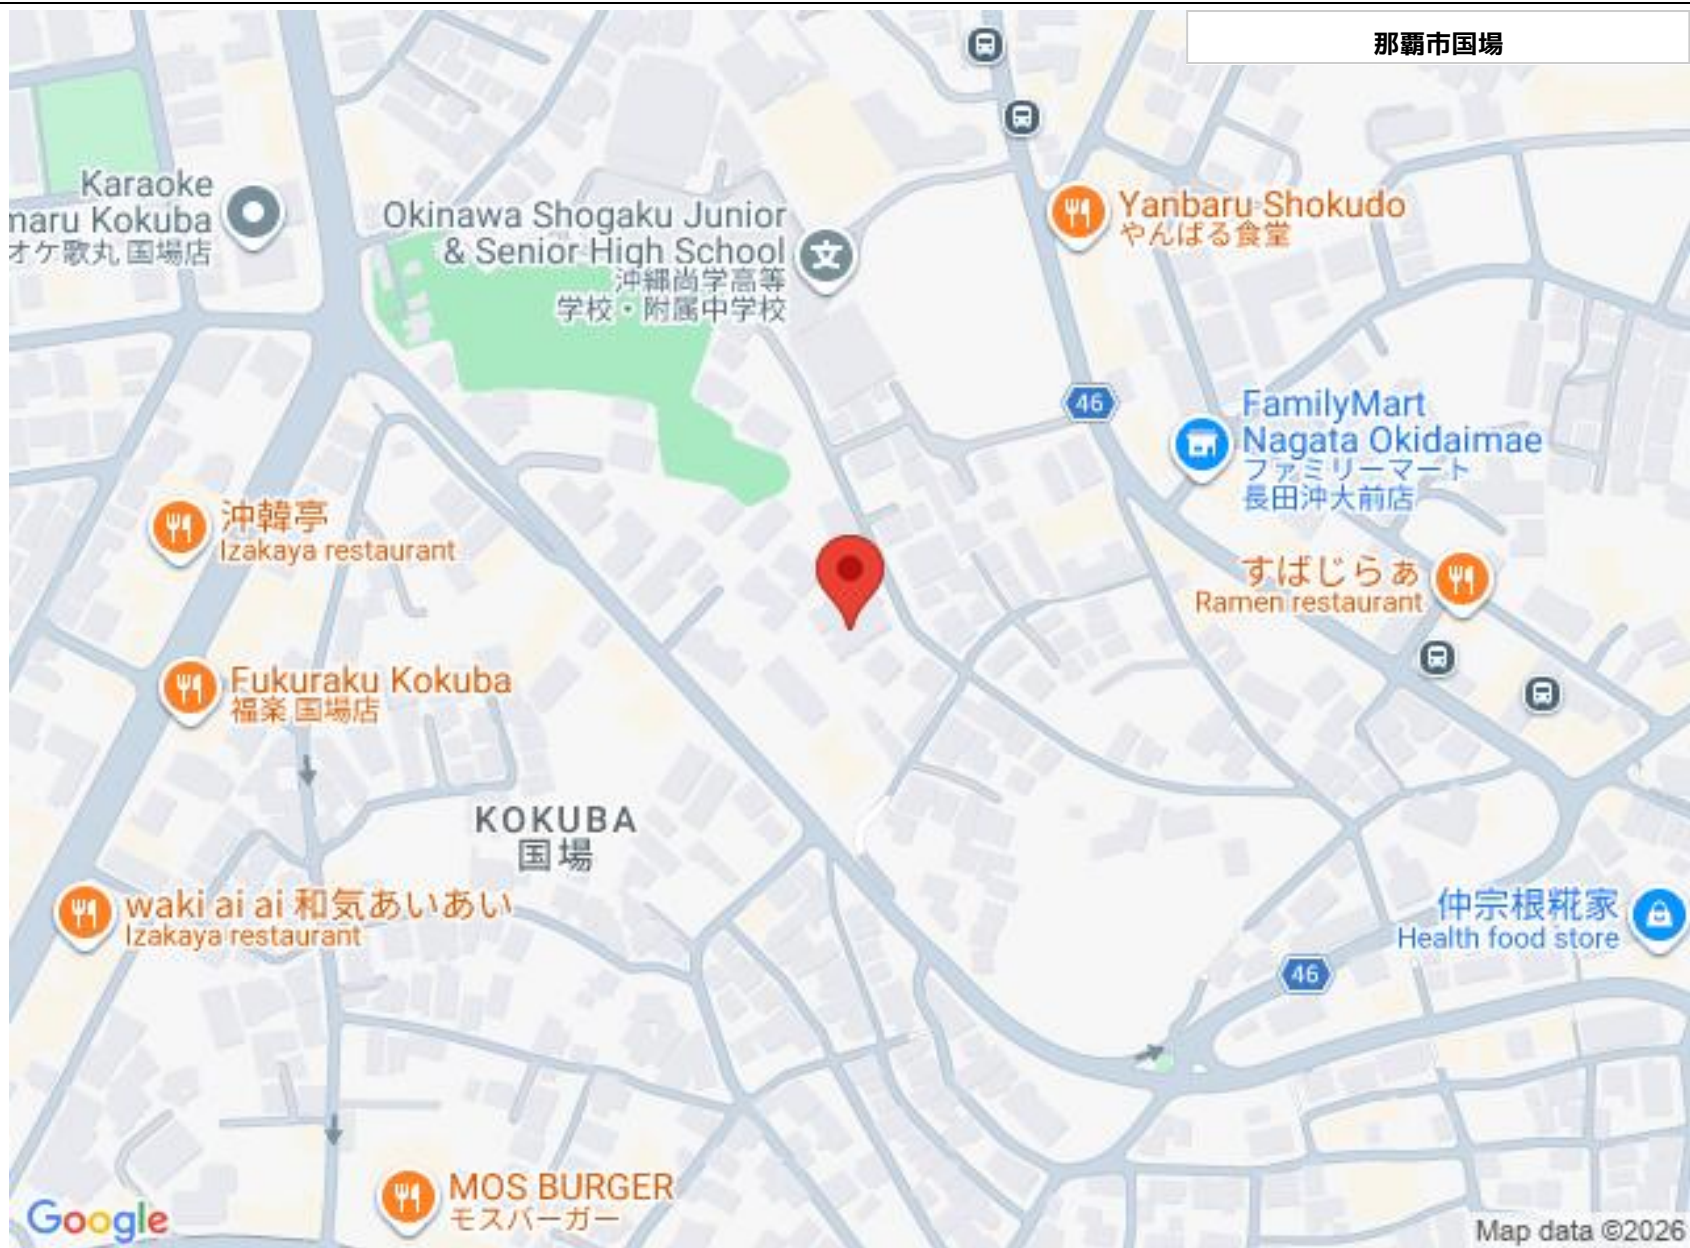 那覇市国場
Karaoke
maru Kokuba
オケ歌丸 国場店
Okinawa Shogaku Junior
& Senior High School
沖縄尚学高等
学校・附属中学校
Yanbaru Shokudo
やんばる食堂
46
FamilyMart
Nagata Okidaimae
ファミリーマート
長田沖大前店
沖韓亭
Izakaya restaurant
すばじらぁ
Ramen restaurant
Fukuraku Kokuba
福楽 国場店
KOKUBA
国場
waki ai ai 和気あいあい
Izakaya restaurant
仲宗根糀家
Health food store
46
MOS BURGER
モスバーガー
Google
Map data ©2026